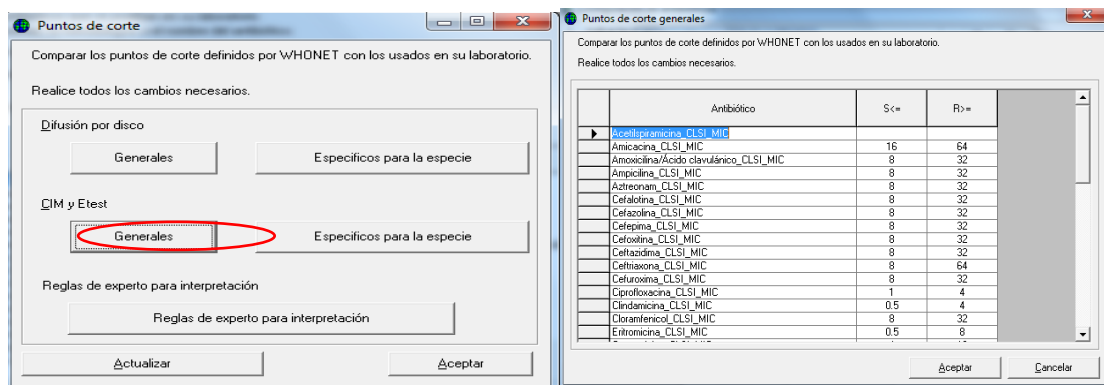 Puntos de corte
Comparar los puntos de corte definidos por WHONET con los usados en su laboratorio.
Realice todos los cambios necesarios.
Difusión por disco
Generales
Especificos para la especie
CIM y Etest
Generales
Especificos para la especie
Reglas de experto para interpretación
Reglas de experto para interpretación
Actualizar
Aceptar
Puntos de corte generales
Comparar los puntos de corte definidos por WHONET con los usados en su laboratorio.
Realice todos los cambios necesarios.
Antibiótico S<= R>=
Acetilspiramicina_CLSI_MIC
Amicacina_CLSI_MIC 16 64
Amoxicilina/Ácido clavulánico_CLSI_MIC 8 32
Ampicilina_CLSI_MIC 8 32
Aztreonam_CLSI_MIC 8 32
Cefalotina_CLSI_MIC 8 32
Cefazolina_CLSI_MIC 8 32
Cefepima_CLSI_MIC 8 32
Cefoxitina_CLSI_MIC 8 32
Ceftazidima_CLSI_MIC 8 32
Ceftriaxona_CLSI_MIC 8 64
Cefuroxima_CLSI_MIC 8 32
Ciprofloxacina_CLSI_MIC 1 4
Clindamicina_CLSI_MIC 0.5 4
Cloramfenicol_CLSI_MIC 8 32
Eritromicina_CLSI_MIC 0.5 8
Aceptar
Cancelar